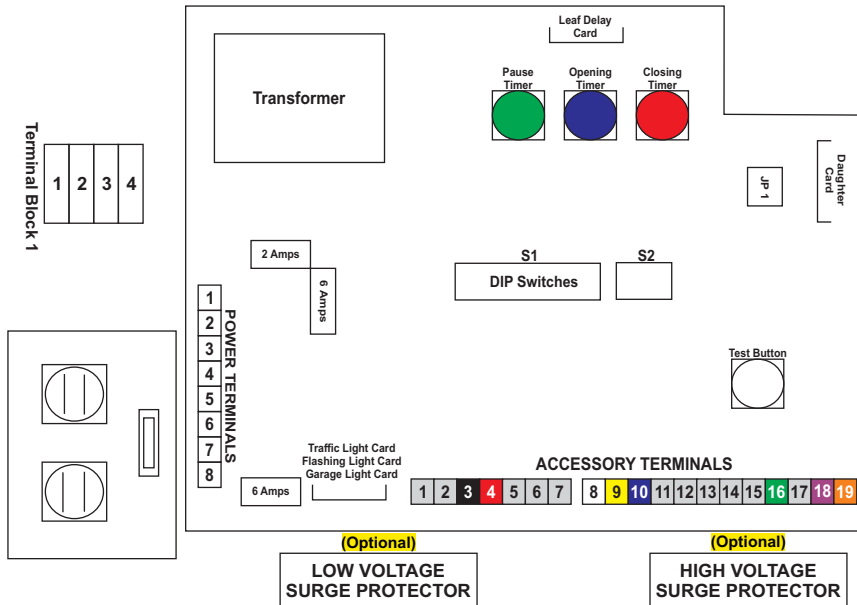 Leaf Delay
Card
Transformer
Pause
Timer
Opening
Timer
Closing
Timer
Terminal Block 1
1 2 3 4
JP 1
Daughter
Card
2 Amps
6 Amps
S1
DIP Switches
S2
POWER TERMINALS
1
2
3
4
5
6
7
8
Test Button
Traffic Light Card
Flashing Light Card
Garage Light Card
6 Amps
ACCESSORY TERMINALS
1 2 3 4 5 6 7 8 9 10 11 12 13 14 15 16 17 18 19
(Optional)
LOW VOLTAGE
SURGE PROTECTOR
(Optional)
HIGH VOLTAGE
SURGE PROTECTOR